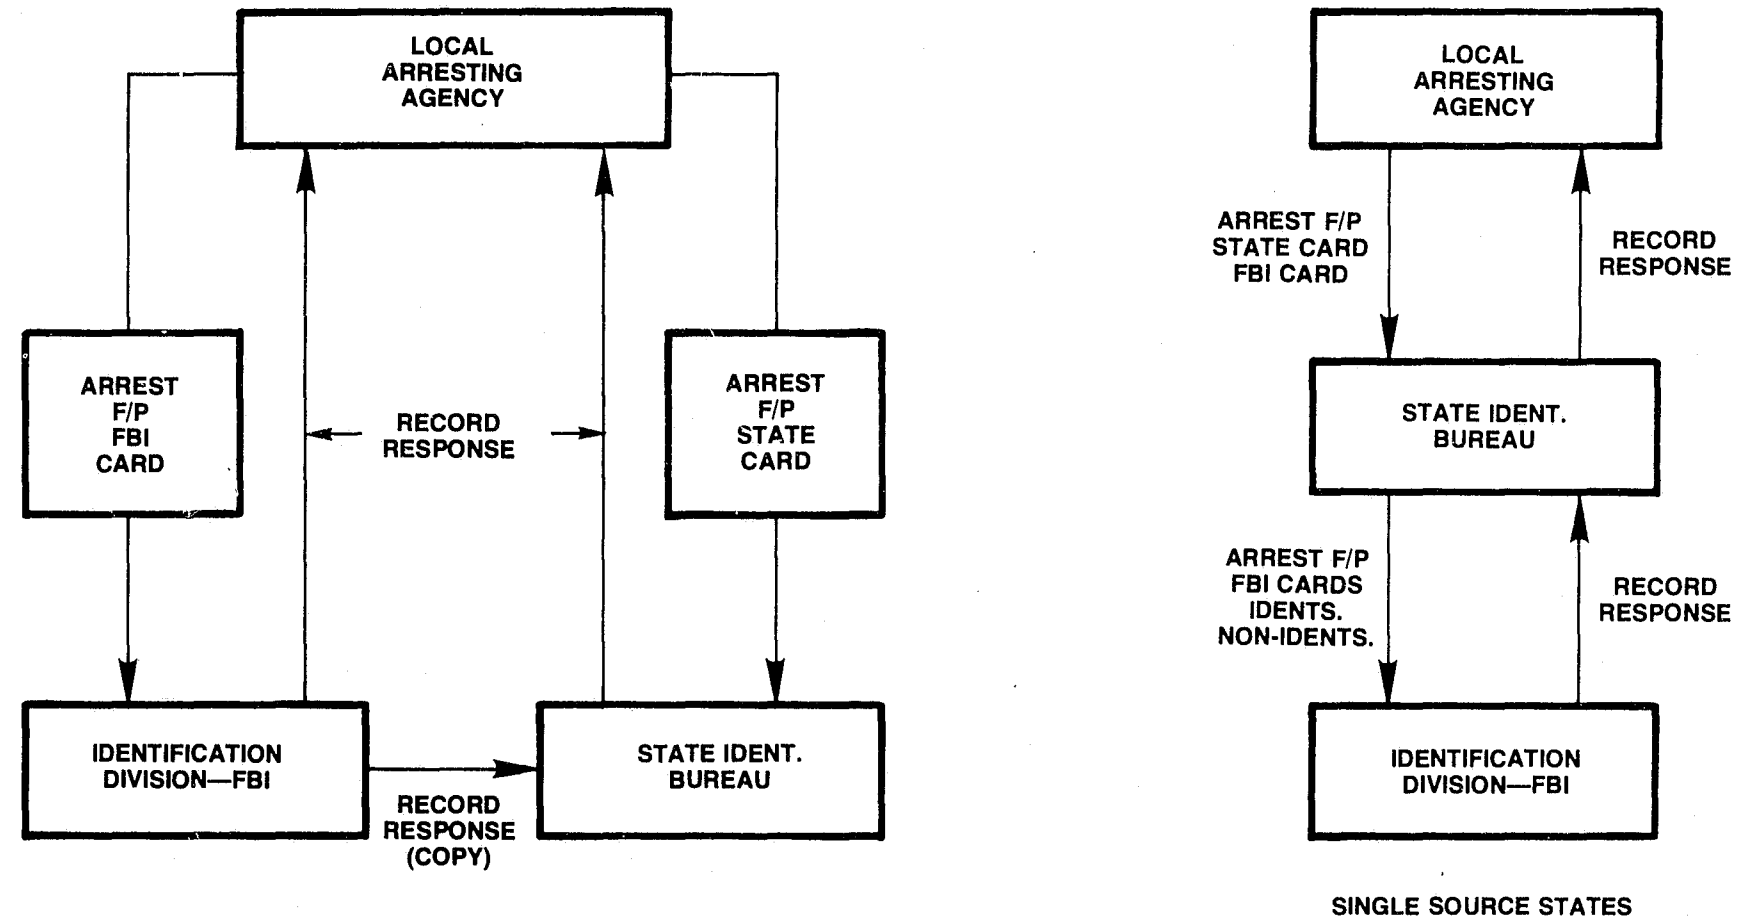 LOCAL
ARRESTING
AGENCY
ARREST
F/P
FBI
CARD
RECORD
RESPONSE
ARREST
F/P
STATE
CARD
IDENTIFICATION
DIVISION—FBI
RECORD
RESPONSE
(COPY)
STATE IDENT.
BUREAU
LOCAL
ARRESTING
AGENCY
ARREST F/P
STATE CARD
FBI CARD
RECORD
RESPONSE
STATE IDENT.
BUREAU
ARREST F/P
FBI CARDS
IDENTS.
NON-IDENTS.
RECORD
RESPONSE
IDENTIFICATION
DIVISION—FBI
SINGLE SOURCE STATES